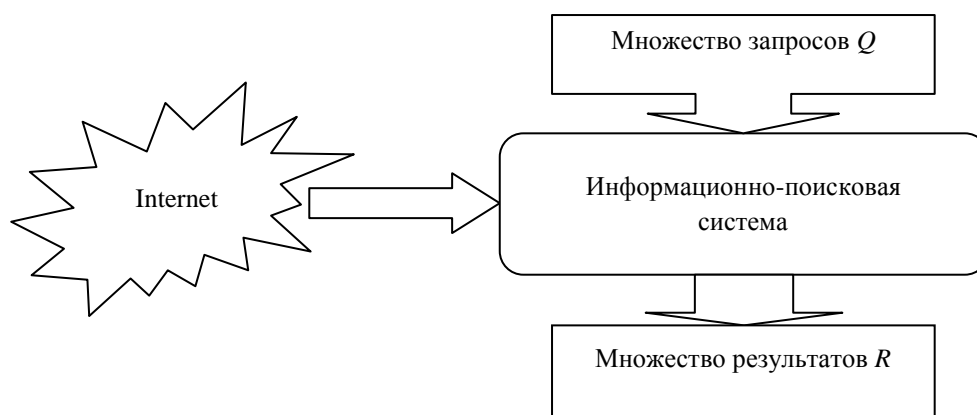 Множество запросов Q
Internet
Информационно-поисковая
система
Множество результатов R